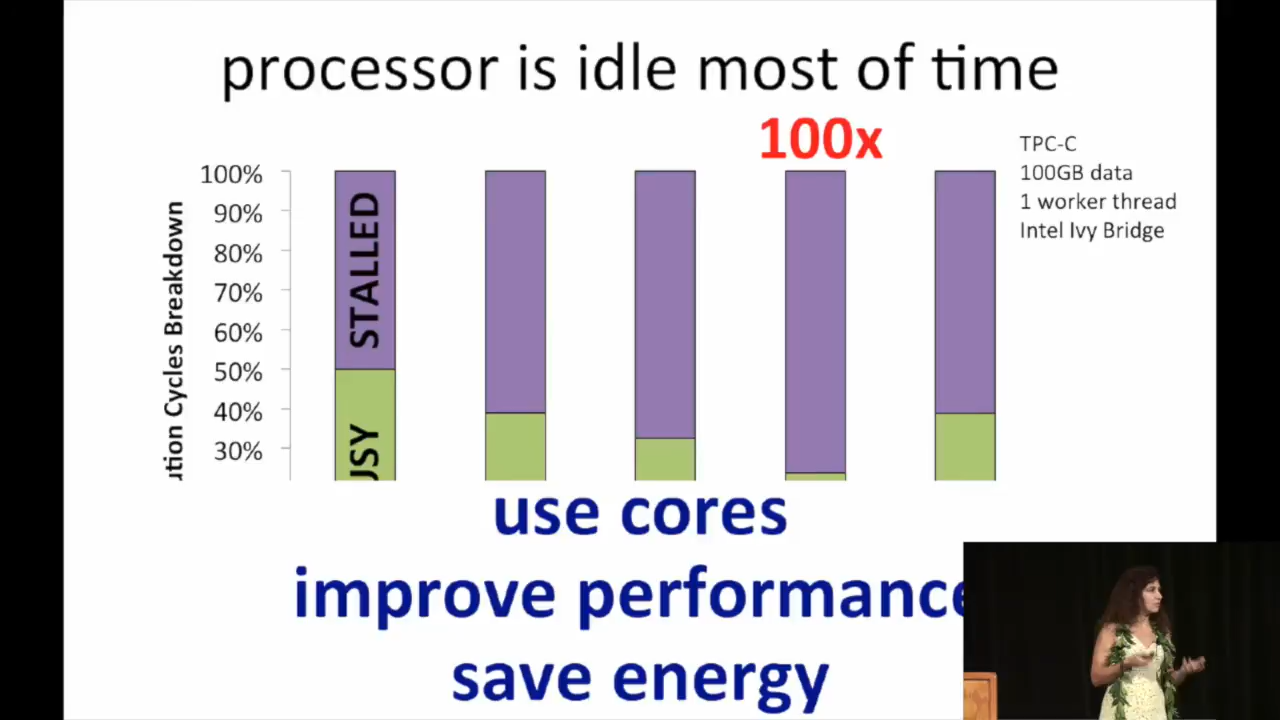 processor is idle most of time
100x
TPC-C
100GB data
1 worker thread
Intel Ivy Bridge
100%
90%
80%
70%
60%
50%
40%
30%
STALLED
use cores
improve performance
save energy